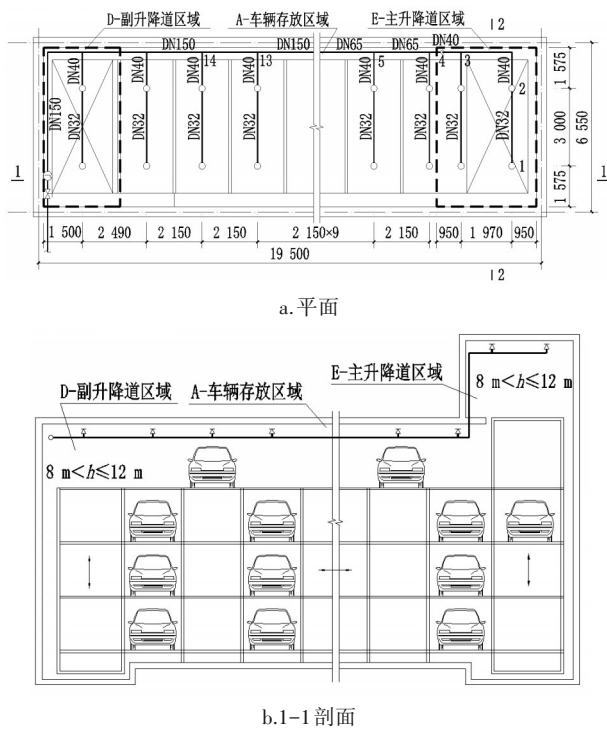 D-副升降道区域
A-车辆存放区域
E-主升降道区域
2
DN150
DN150
DN65
DN65
DN40
DN40
DN40
DN40
14
DN40
13
DN40
5
DN40
4
3
DN40
2
DN150
DN32
DN32
DN32
DN32
DN32
DN32
DN32
1
1 575
3 000
1 575
6 550
1
1
1 500
2 490
2 150
2 150
2 150×9
2 150
950
1 970
950
19 500
2
a.平面
D-副升降道区域
A-车辆存放区域
E-主升降道区域
8 m<h≤12 m
8 m<h≤12 m
b.1-1剖面